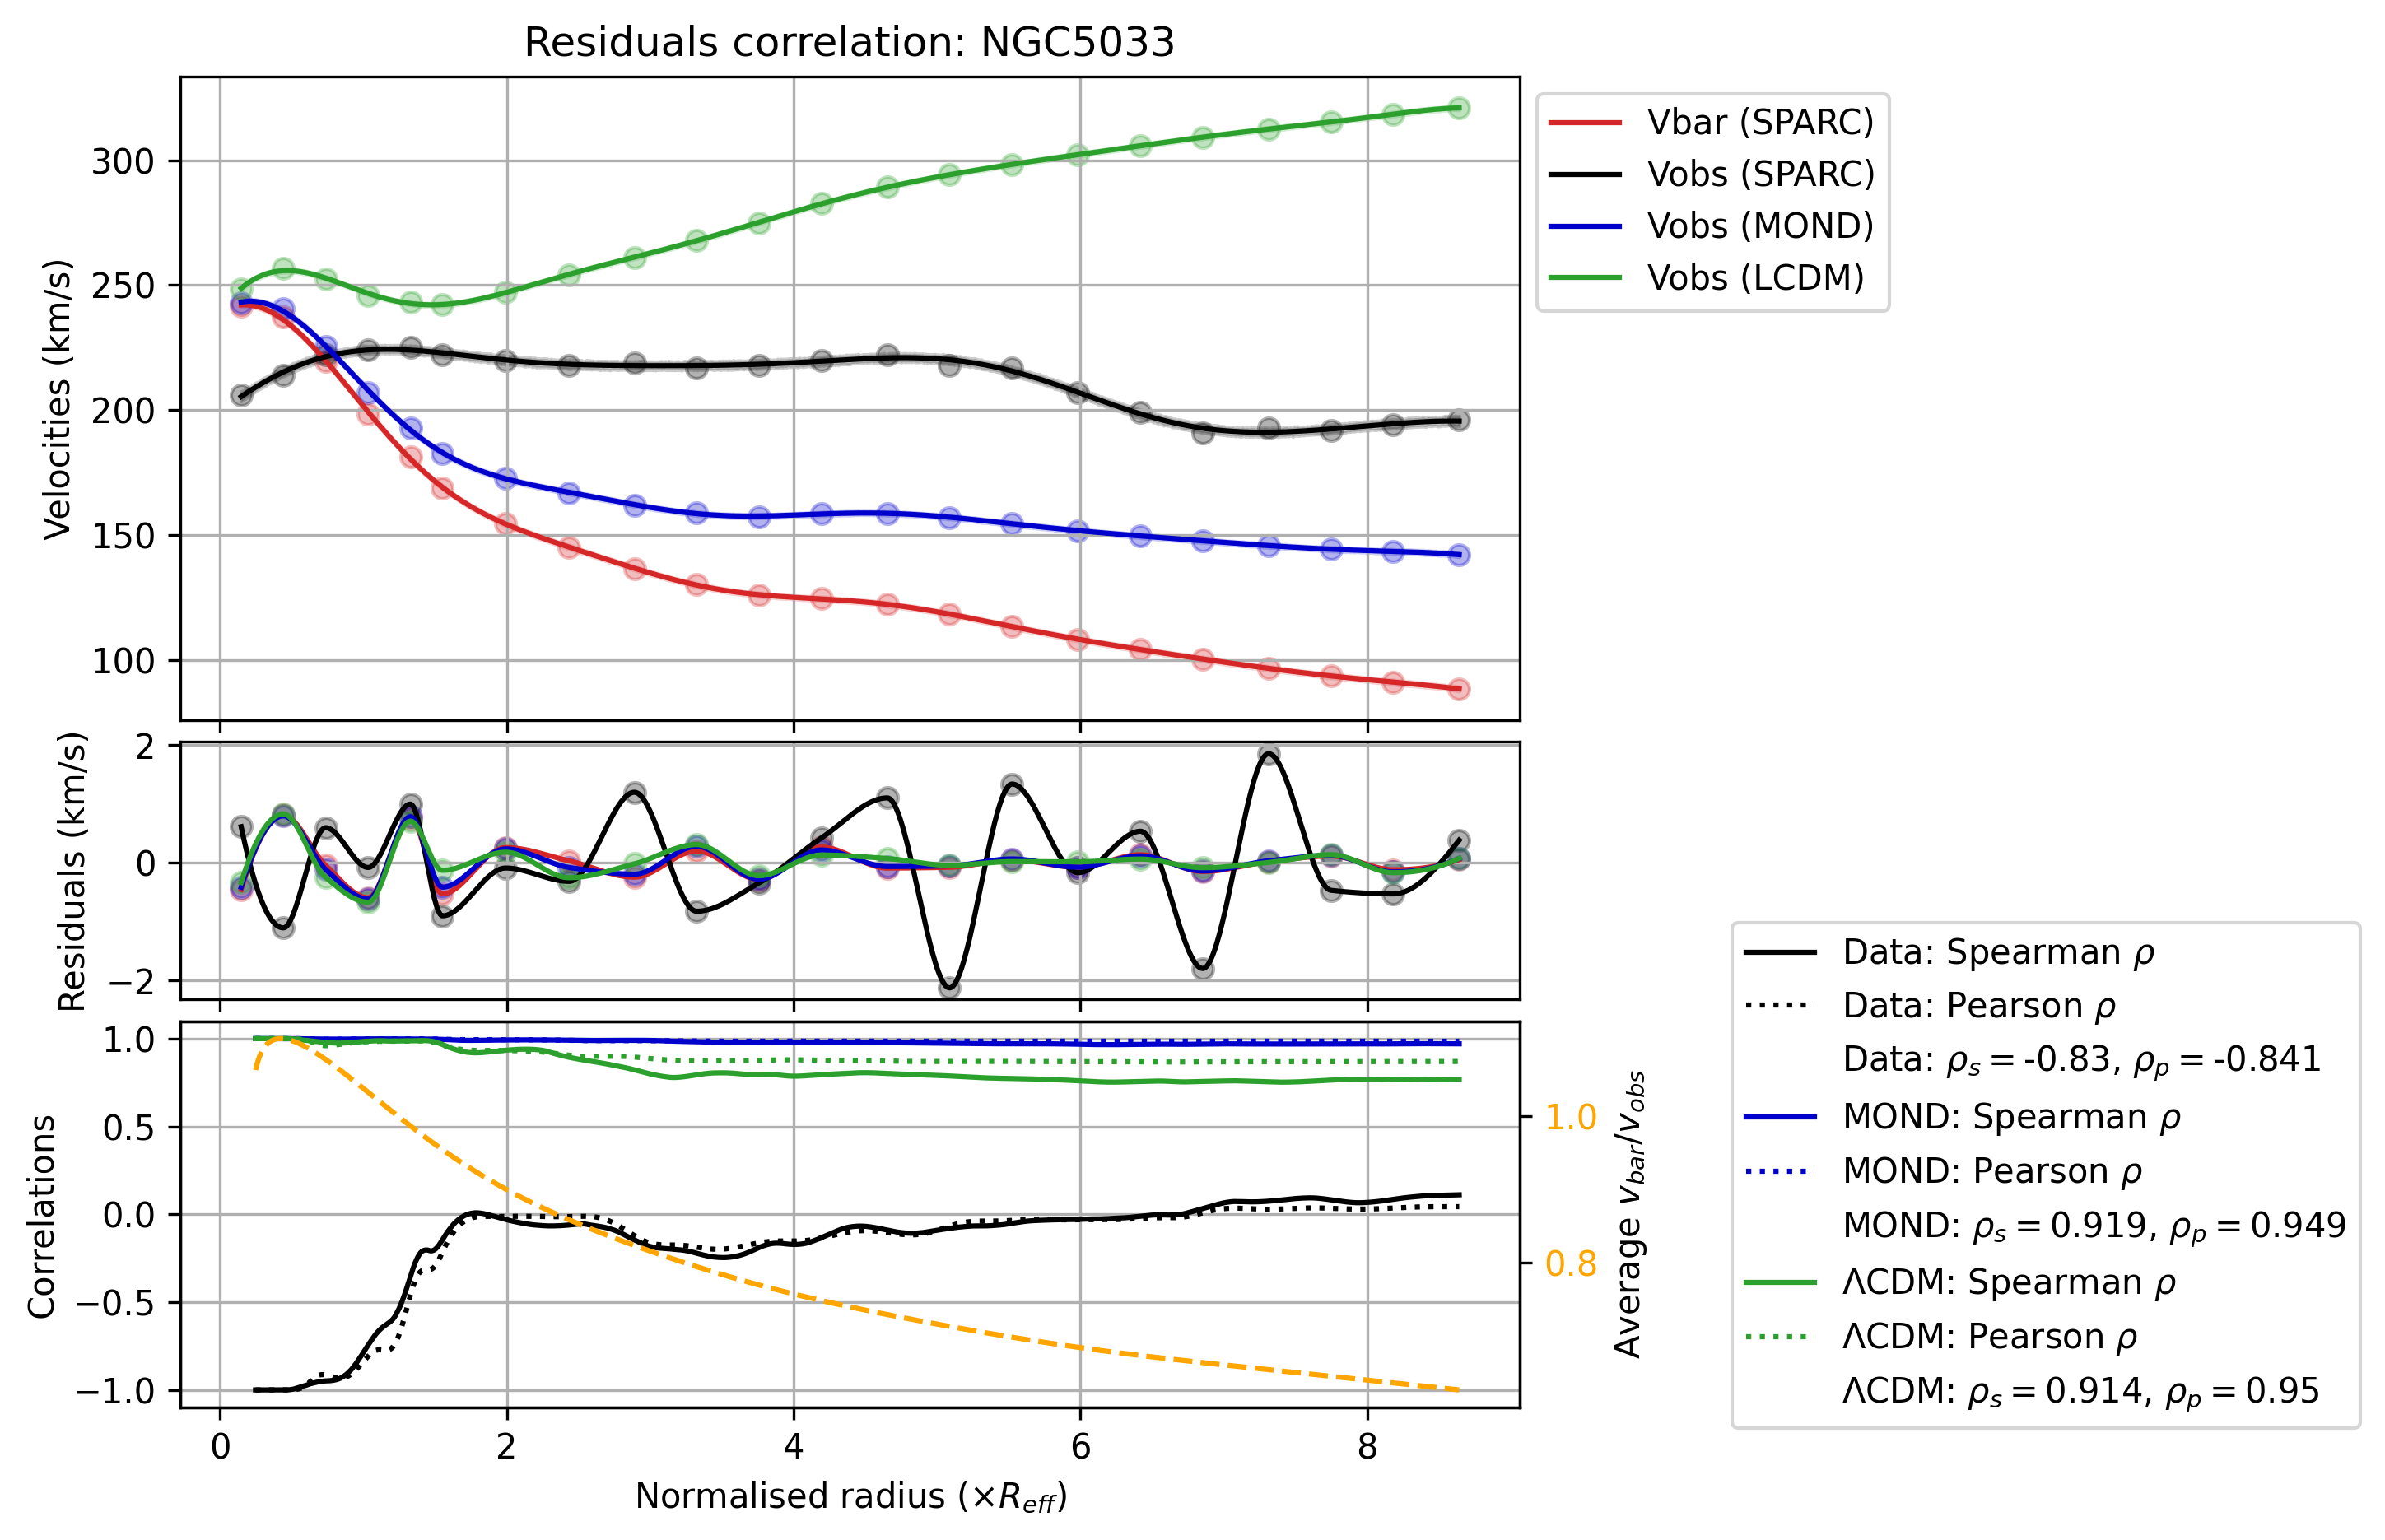 Residuals correlation: NGC5033
Velocities (km/s)
300
250
200
150
100
Vbar (SPARC)
Vobs (SPARC)
Vobs (MOND)
Vobs (LCDM)
Residuals (km/s)
2
0
−2
Correlations
1.0
0.5
0.0
−0.5
−1.0
1.0
0.8
Average v_bar/v_obs
0 2 4 6 8
Normalised radius (×R_eff)
Data: Spearman ρ
Data: Pearson ρ
Data: ρ_s = -0.83, ρ_p = -0.841
MOND: Spearman ρ
MOND: Pearson ρ
MOND: ρ_s = 0.919, ρ_p = 0.949
ΛCDM: Spearman ρ
ΛCDM: Pearson ρ
ΛCDM: ρ_s = 0.914, ρ_p = 0.95